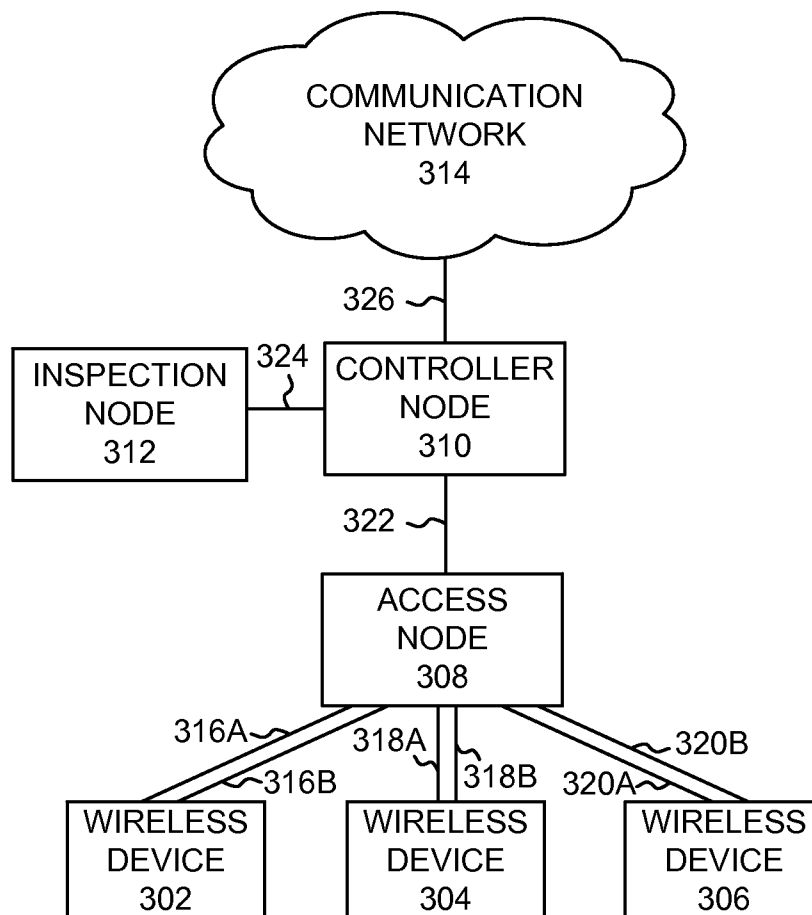 COMMUNICATION
NETWORK
314
326
INSPECTION
NODE
312
324
CONTROLLER
NODE
310
322
ACCESS
NODE
308
316A
316B
318A
318B
320B
320A
WIRELESS
DEVICE
302
WIRELESS
DEVICE
304
WIRELESS
DEVICE
306